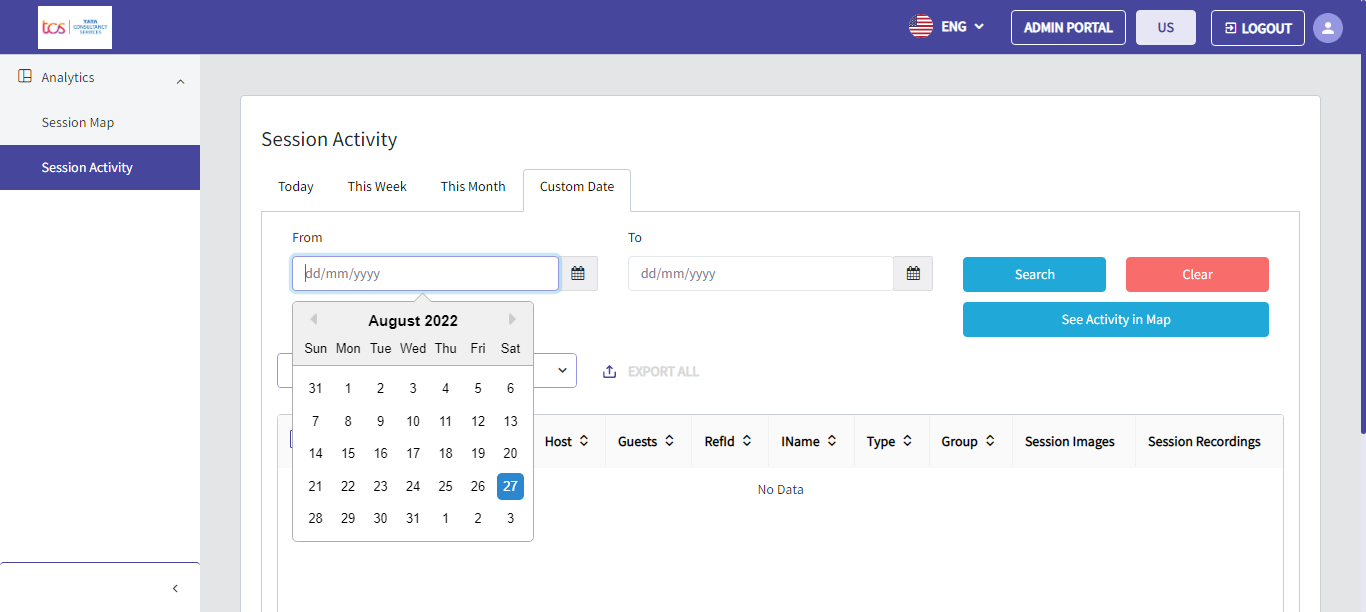 tcs TATA
CONSULTANCY
SERVICES
ENG
ADMIN PORTAL
US
LOGOUT
Analytics
Session Map
Session Activity
Session Activity
Today This Week This Month Custom Date
From
To
dd/mm/yyyy
dd/mm/yyyy
Search
Clear
See Activity in Map
August 2022
Sun Mon Tue Wed Thu Fri Sat
31 1 2 3 4 5 6
7 8 9 10 11 12 13
14 15 16 17 18 19 20
21 22 23 24 25 26 27
28 29 30 31 1 2 3
EXPORT ALL
Host Guests RefId IName Type Group Session Images Session Recordings
No Data